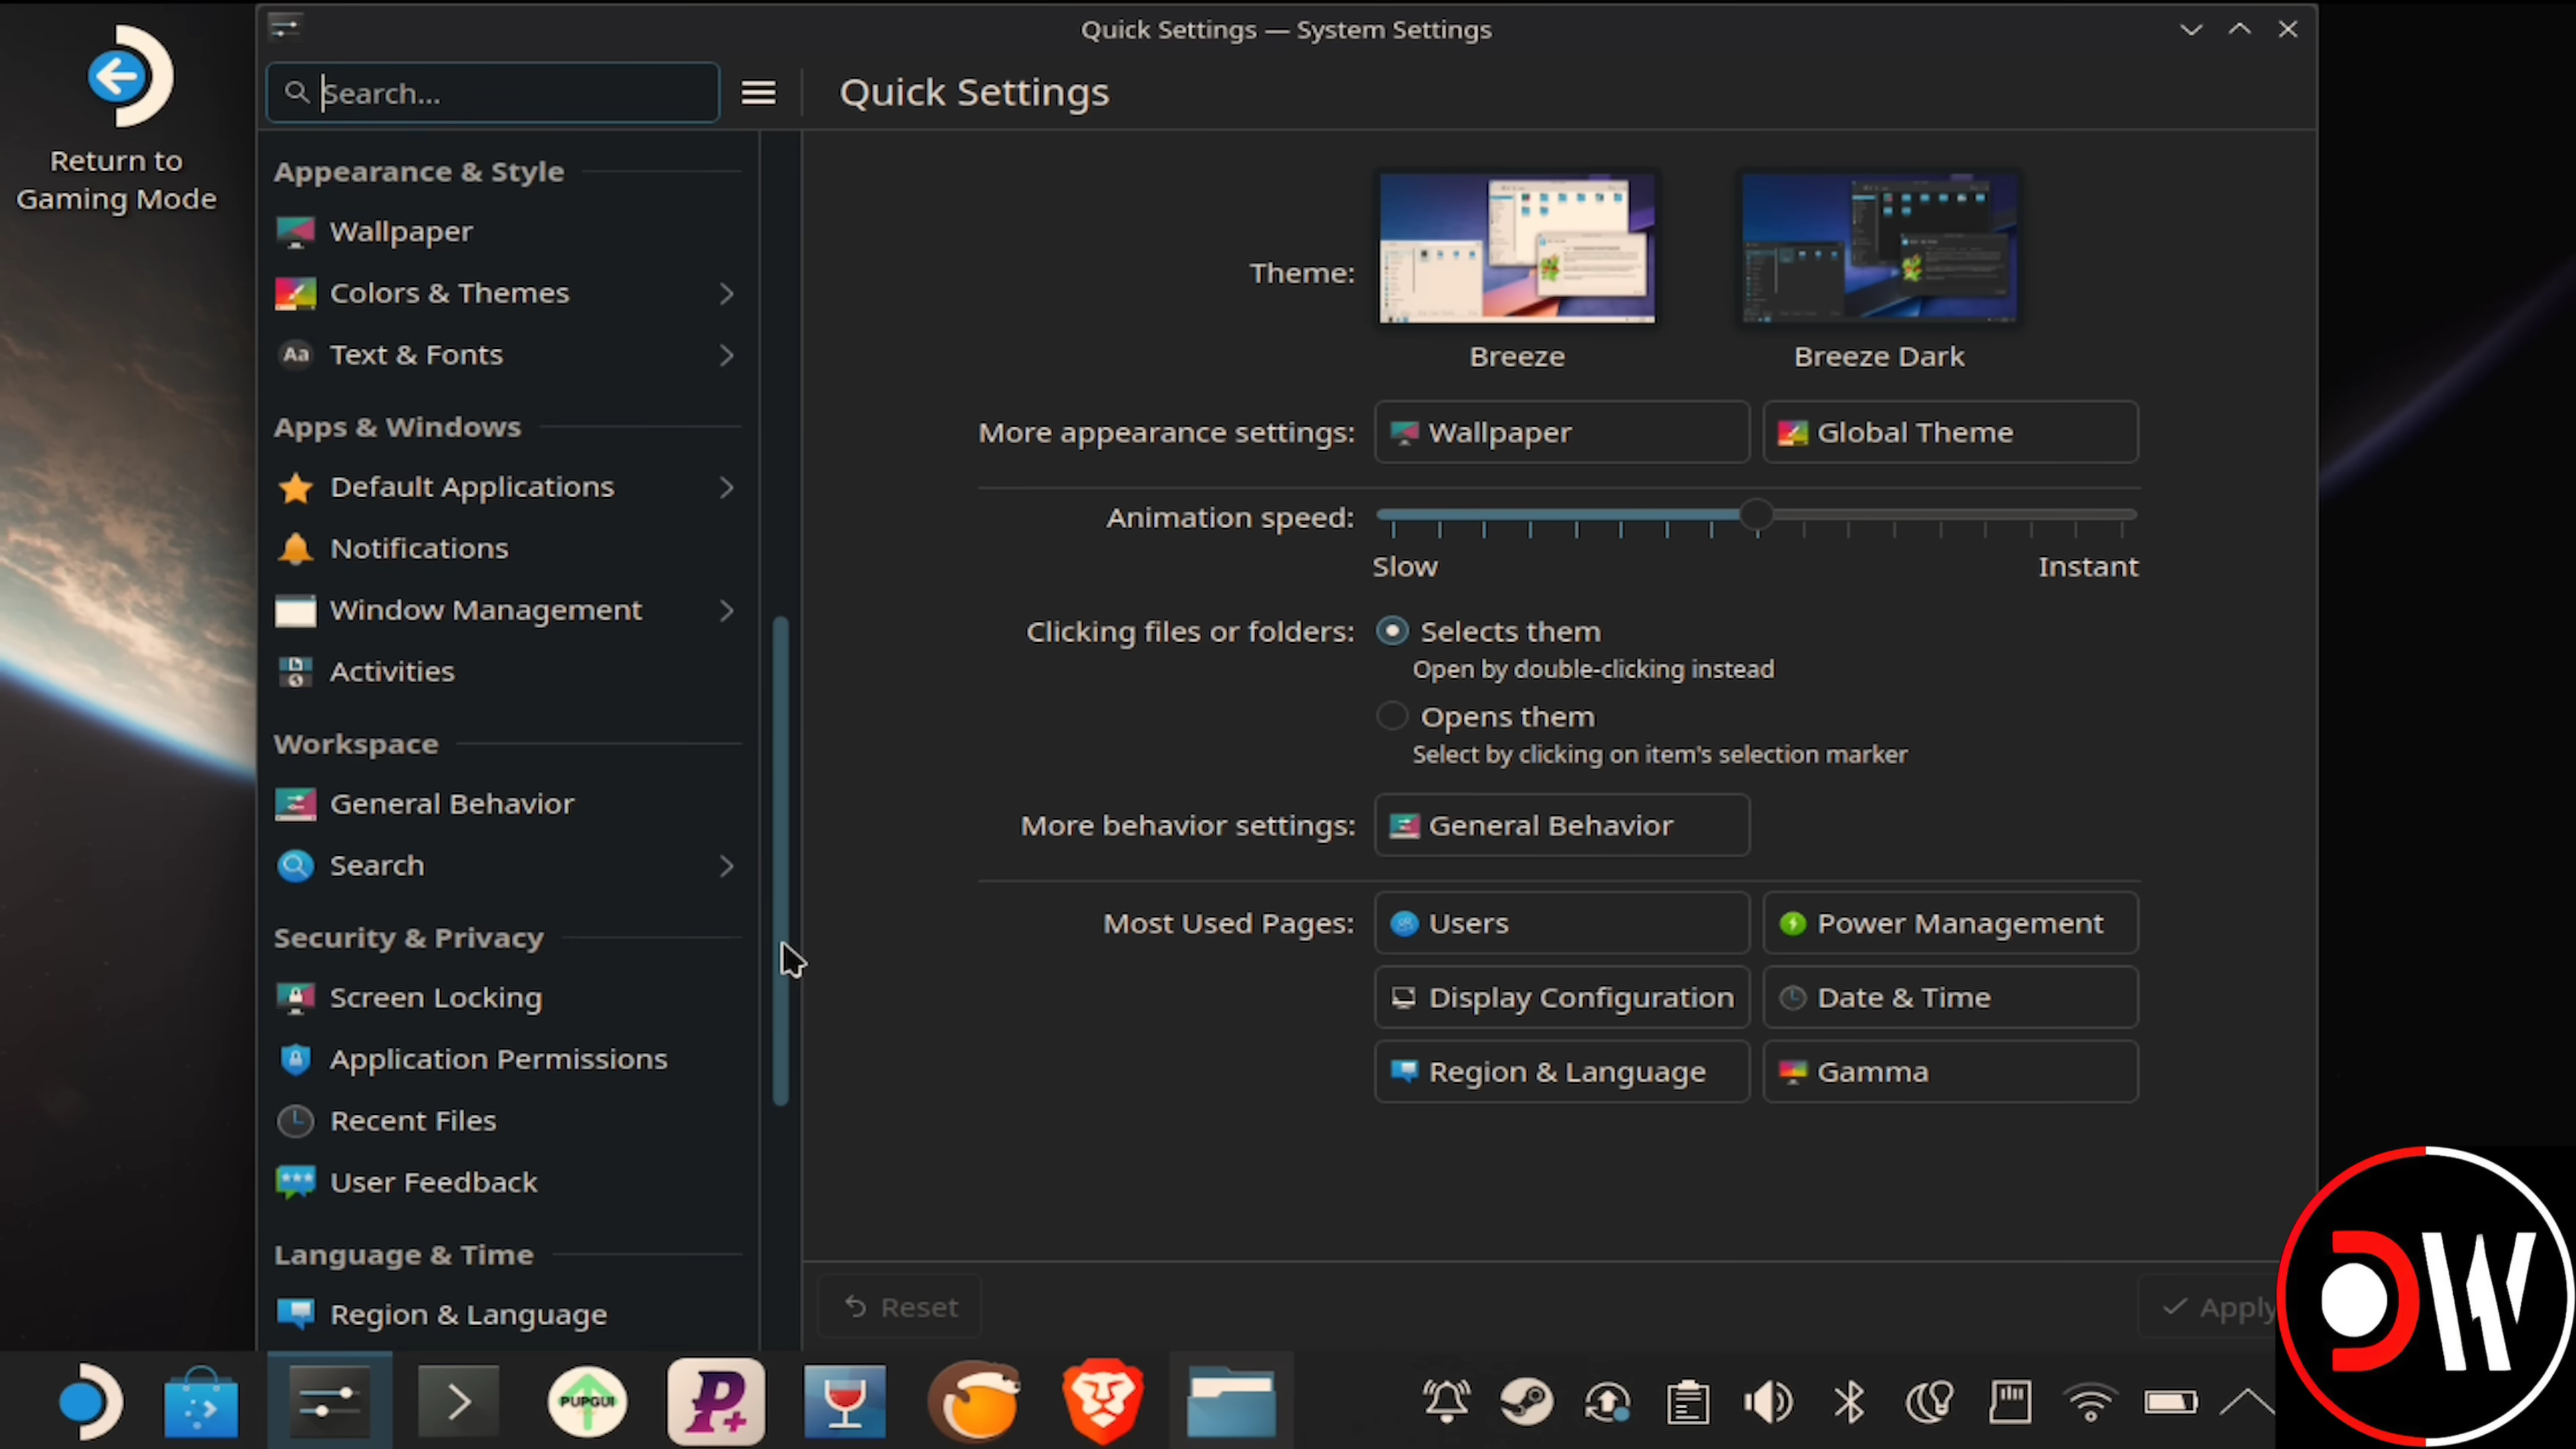 Quick Settings — System Settings
Return to
Gaming Mode
Search...
Quick Settings
Appearance & Style
Wallpaper
Colors & Themes
Aa Text & Fonts
Apps & Windows
Default Applications
Notifications
Window Management
Activities
Workspace
General Behavior
Search
Security & Privacy
Screen Locking
Application Permissions
Recent Files
User Feedback
Language & Time
Region & Language
Theme:
Breeze
Breeze Dark
More appearance settings:
Wallpaper
Global Theme
Animation speed:
Slow
Instant
Clicking files or folders:
Selects them
Open by double-clicking instead
Opens them
Select by clicking on item's selection marker
More behavior settings:
General Behavior
Most Used Pages:
Users
Power Management
Display Configuration
Date & Time
Region & Language
Gamma
Reset
Apply
PUPGUI
P+
DW